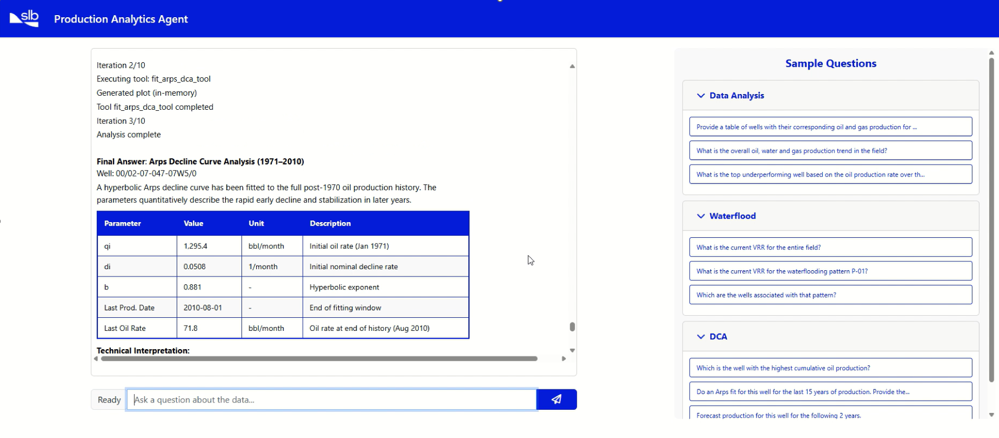 slb
Production Analytics Agent
Iteration 2/10
Executing tool: fit_arps_dca_tool
Generated plot (in-memory)
Tool fit_arps_dca_tool completed
Iteration 3/10
Analysis complete
Final Answer: Arps Decline Curve Analysis (1971–2010)
Well: 00/02-07-047-07W5/0
A hyperbolic Arps decline curve has been fitted to the full post-1970 oil production history. The
parameters quantitatively describe the rapid early decline and stabilization in later years.
Parameter Value Unit Description
qi 1,295.4 bbl/month Initial oil rate (Jan 1971)
di 0.0508 1/month Initial nominal decline rate
b 0.881 - Hyperbolic exponent
Last Prod. Date 2010-08-01 - End of fitting window
Last Oil Rate 71.8 bbl/month Oil rate at end of history (Aug 2010)
Technical Interpretation:
Ready
Ask a question about the data...
Sample Questions
Data Analysis
Provide a table of wells with their corresponding oil and gas production for ...
What is the overall oil, water and gas production trend in the field?
What is the top underperforming well based on the oil production rate over th...
Waterflood
What is the current VRR for the entire field?
What is the current VRR for the waterflooding pattern P-01?
Which are the wells associated with that pattern?
DCA
Which is the well with the highest cumulative oil production?
Do an Arps fit for this well for the last 15 years of production. Provide the...
Forecast production for this well for the following 2 years.